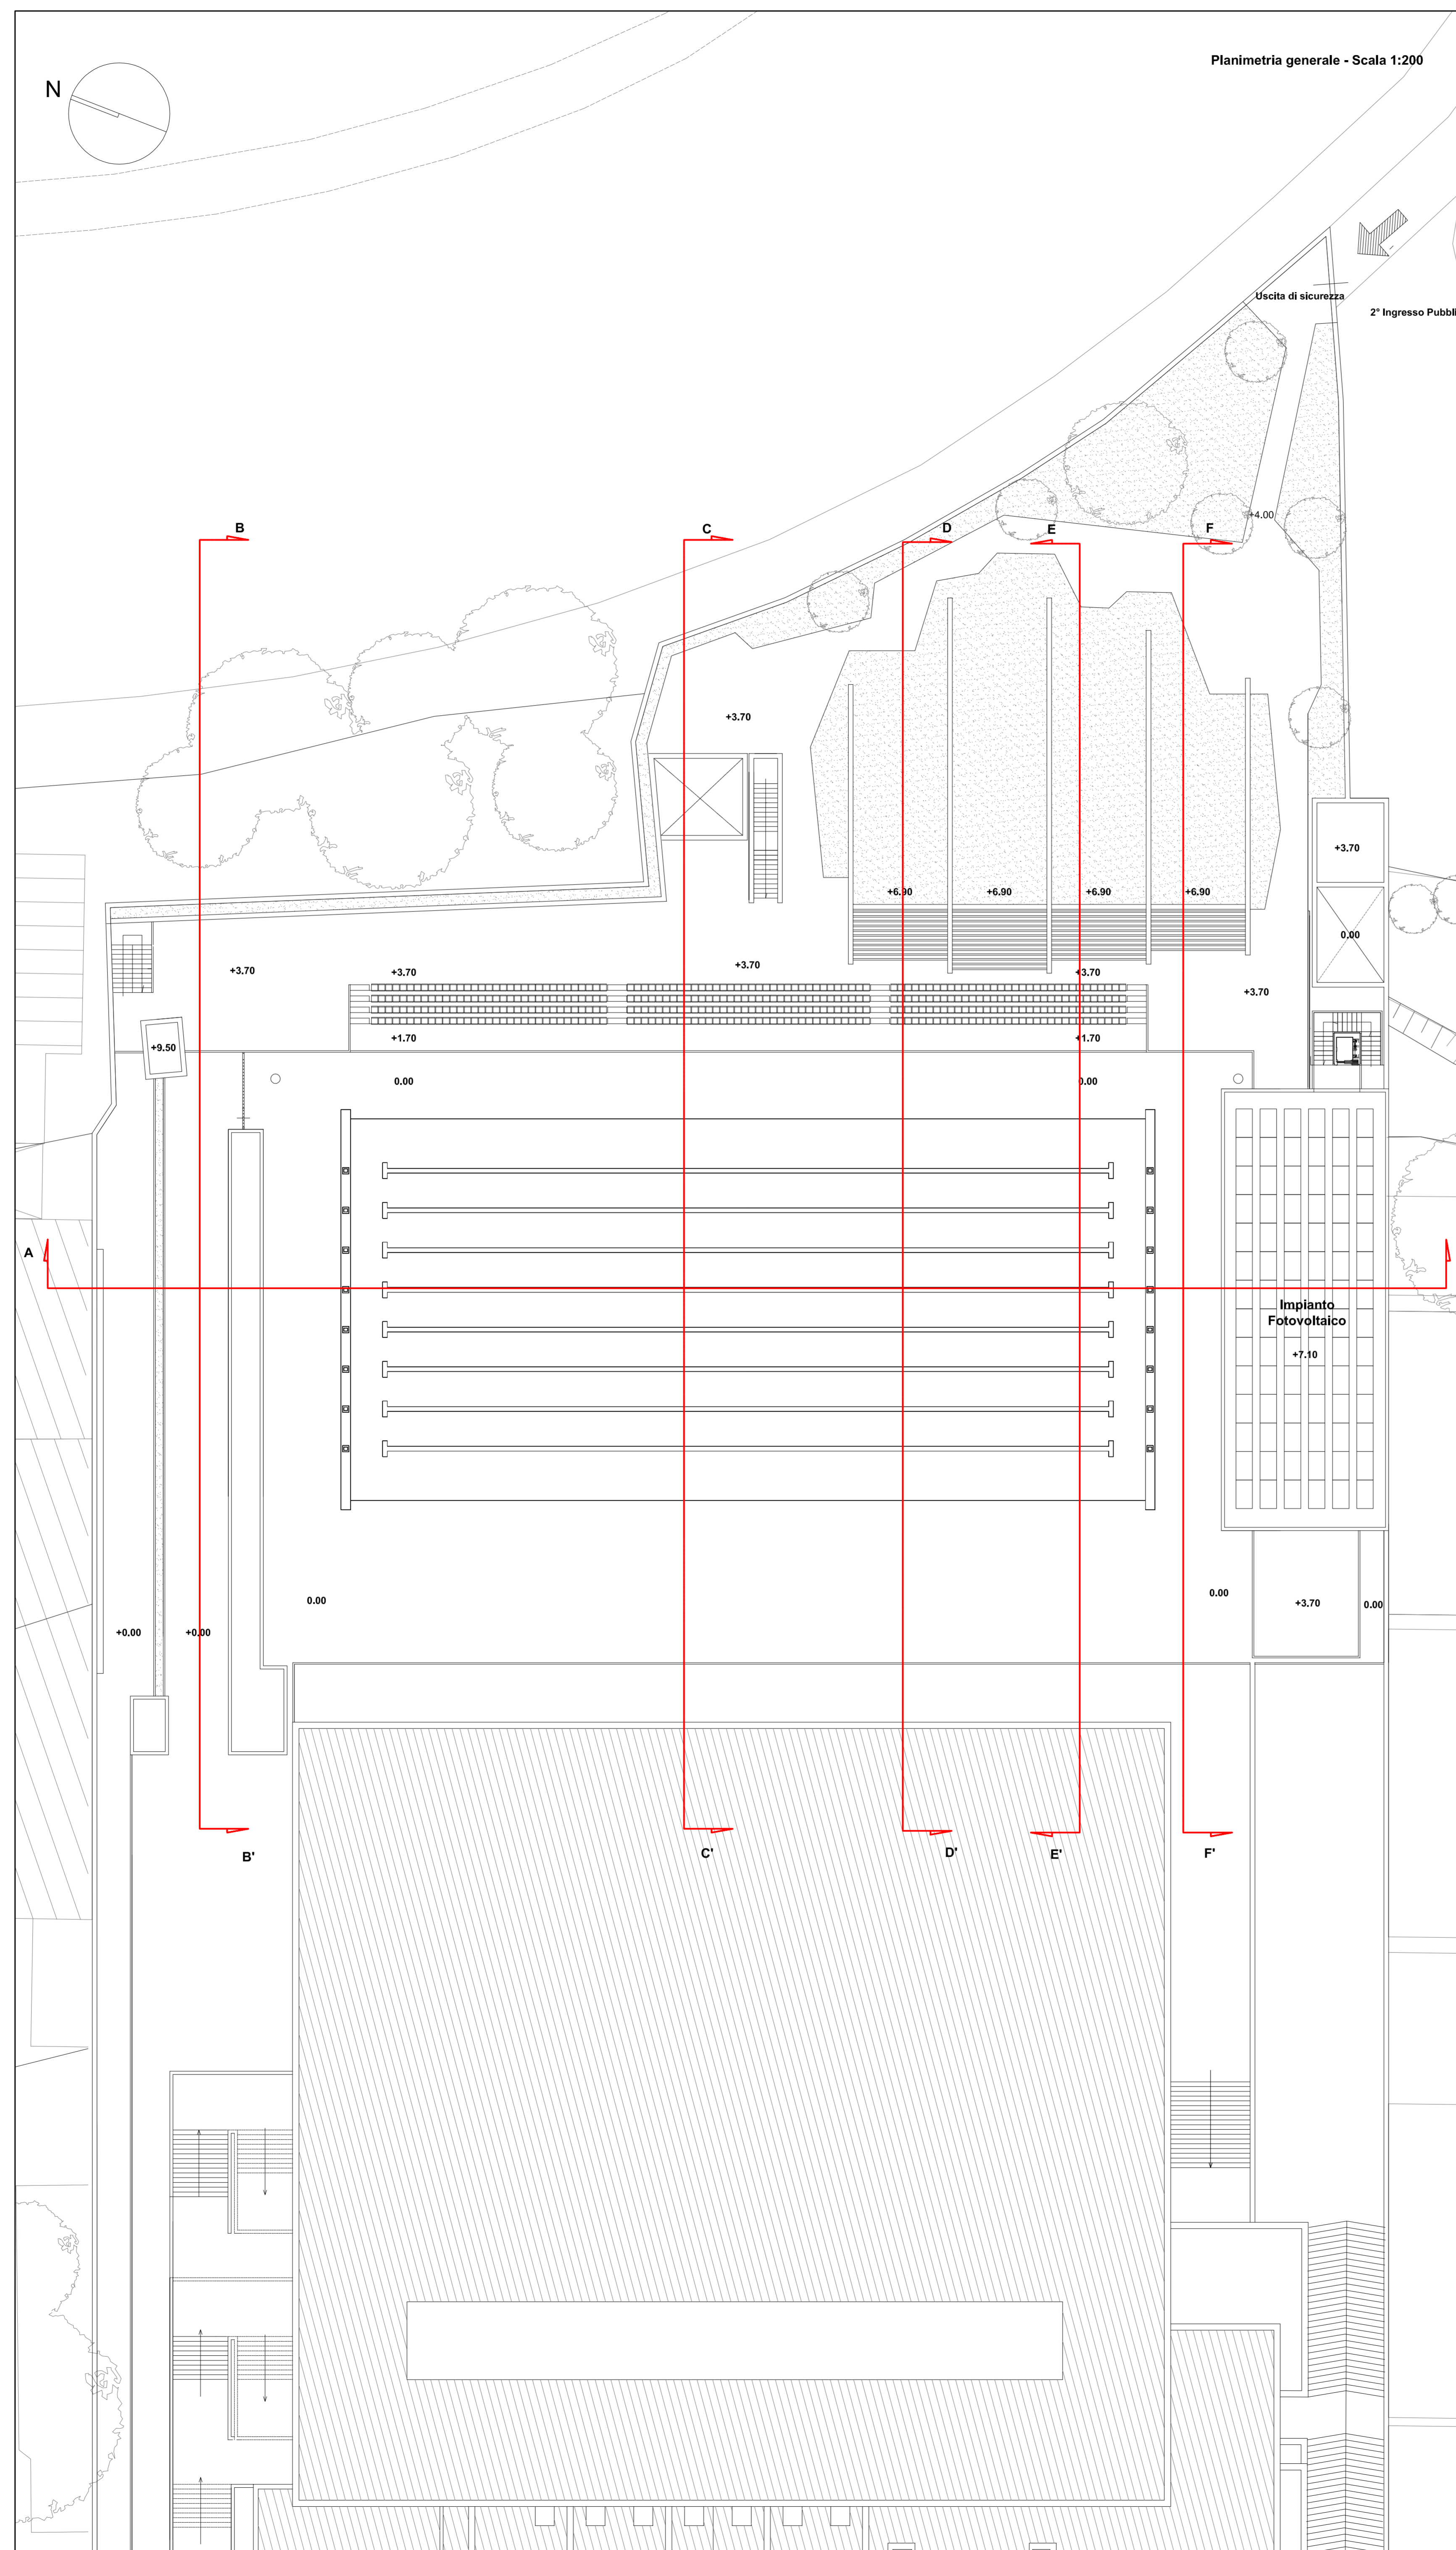 Planimetria generale - Scala 1:200
N
Uscita di sicurezza
2° Ingresso Pubbli
+4.00
B
C
D
E
F
+3.70
+3.70
+6.90
+6.90
+6.90
+6.90
0.00
+3.70
+3.70
+3.70
+3.70
+3.70
+1.70
+1.70
+9.50
0.00
0.00
A
Impianto
Fotovoltaico
+7.10
0.00
0.00
+3.70
0.00
+0.00
+0.00
B'
C'
D'
E'
F'